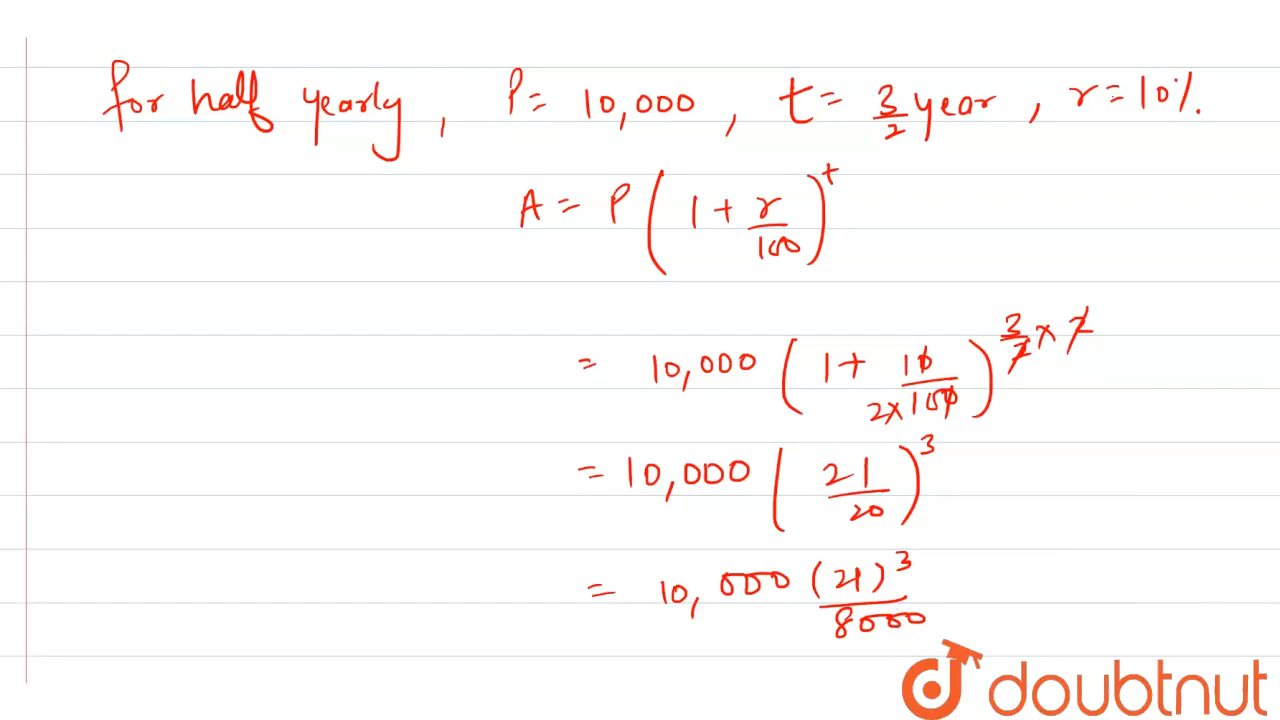 for half yearly, P = 10,000, t = 3/2 year, r = 10%.
A = P (1 + r/100)^t
= 10,000 (1 + 10/(2×100))^(3/2 × 2)
= 10,000 (21/20)^3
= 10,000 (21)^3/8000
doubtnut